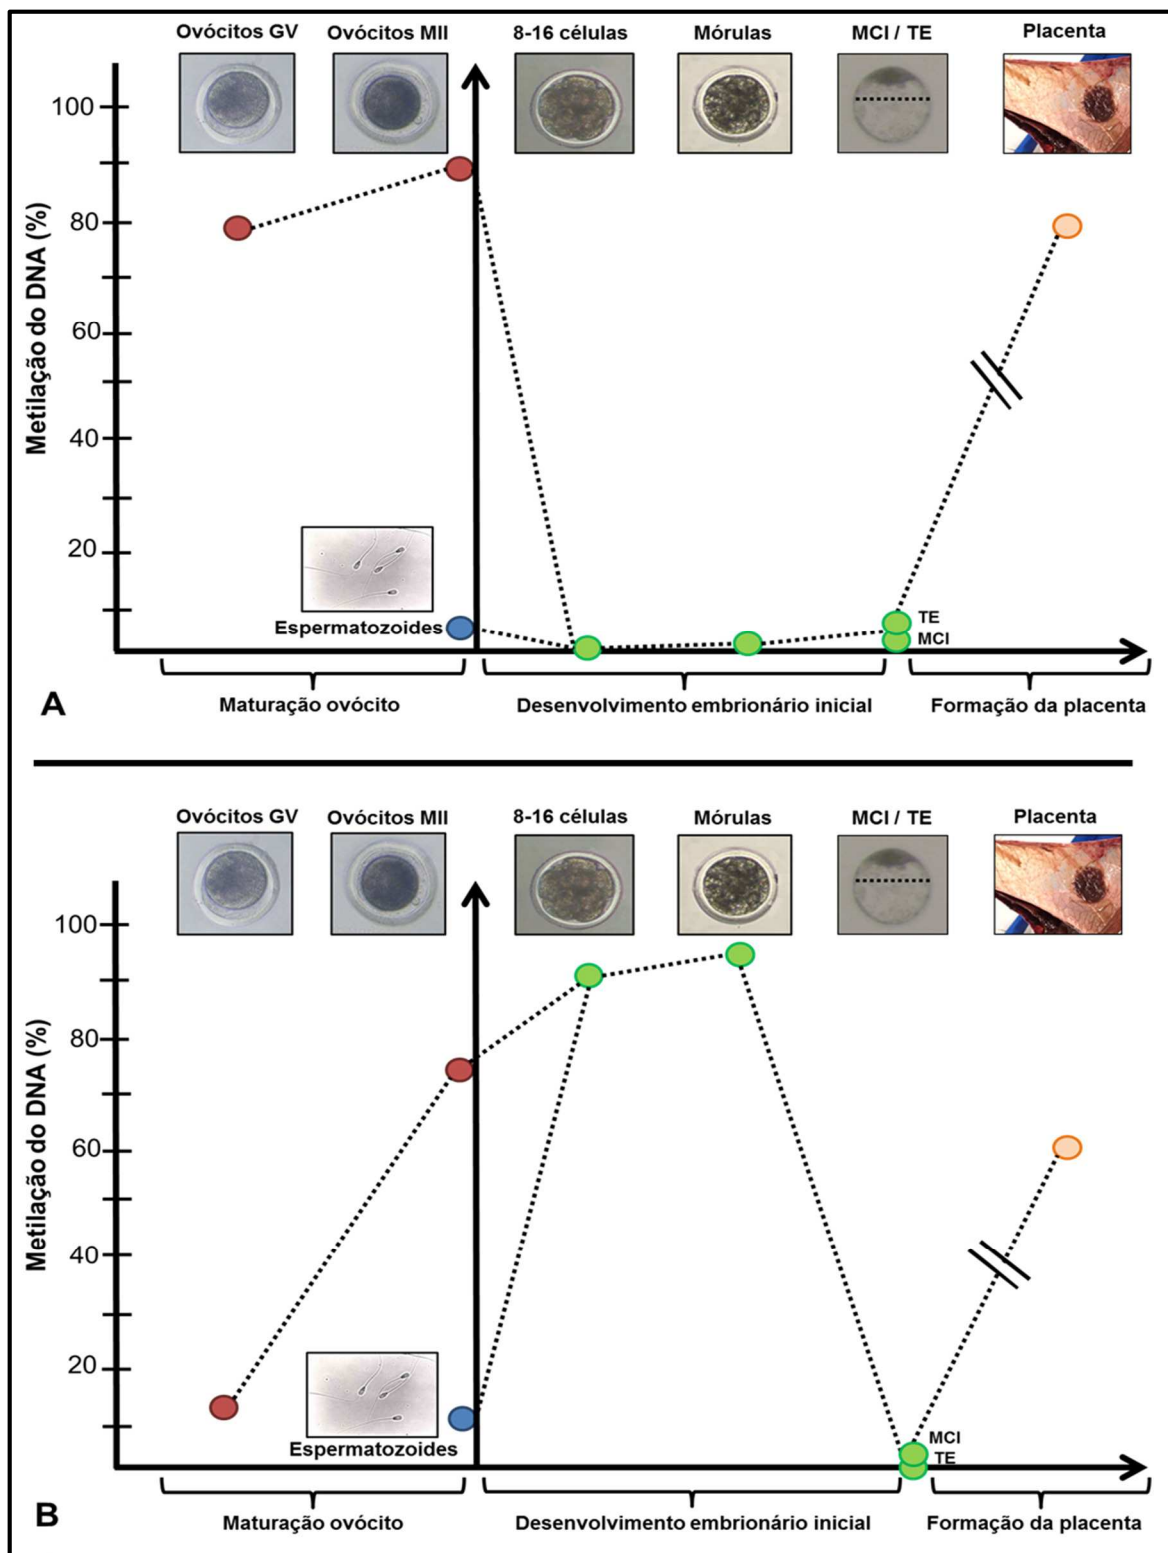 Ovócitos GV Ovócitos MII 8-16 células Mórulas MCI / TE Placenta
Metilação do DNA (%)
100
80
60
40
20
Espermatozoides
TE
MCI
A
Maturação ovócito Desenvolvimento embrionário inicial Formação da placenta
Ovócitos GV Ovócitos MII 8-16 células Mórulas MCI / TE Placenta
Metilação do DNA (%)
100
80
60
40
20
Espermatozoides
MCI
TE
B
Maturação ovócito Desenvolvimento embrionário inicial Formação da placenta